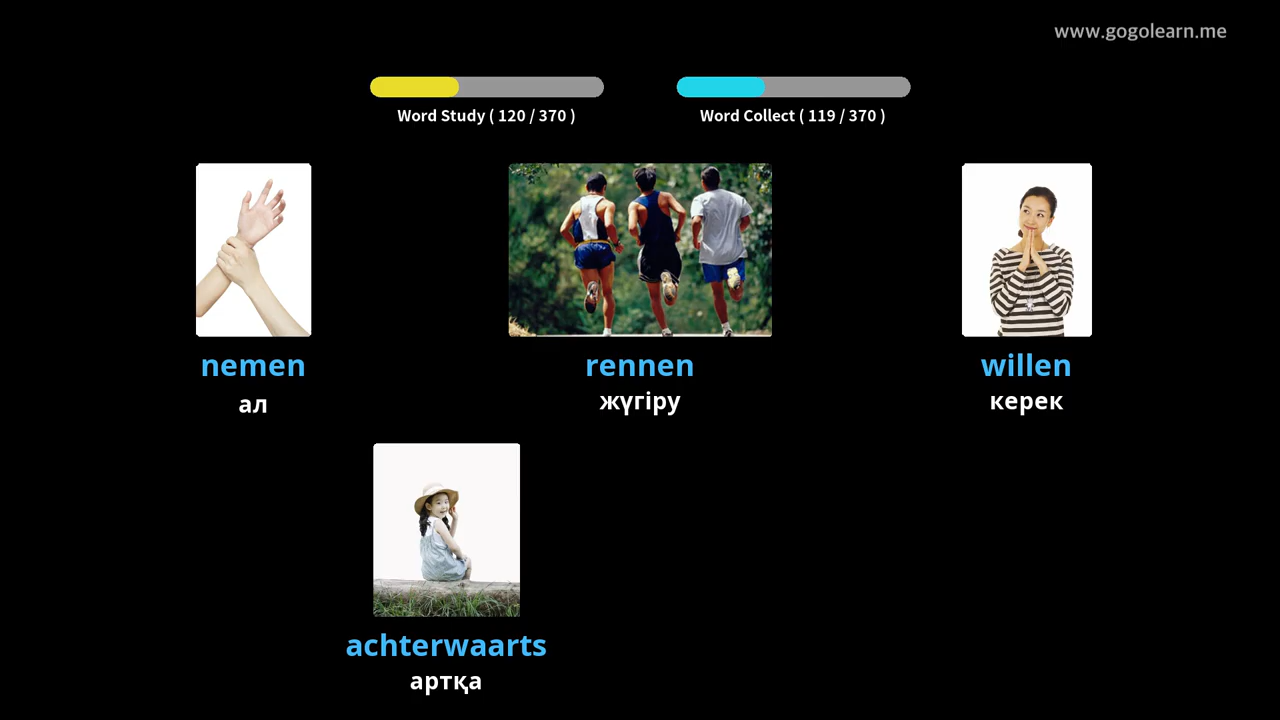 www.gogolearn.me
Word Study ( 120 / 370 )
Word Collect ( 119 / 370 )
nemen
ал
rennen
жүгіру
willen
керек
achterwaarts
артқа